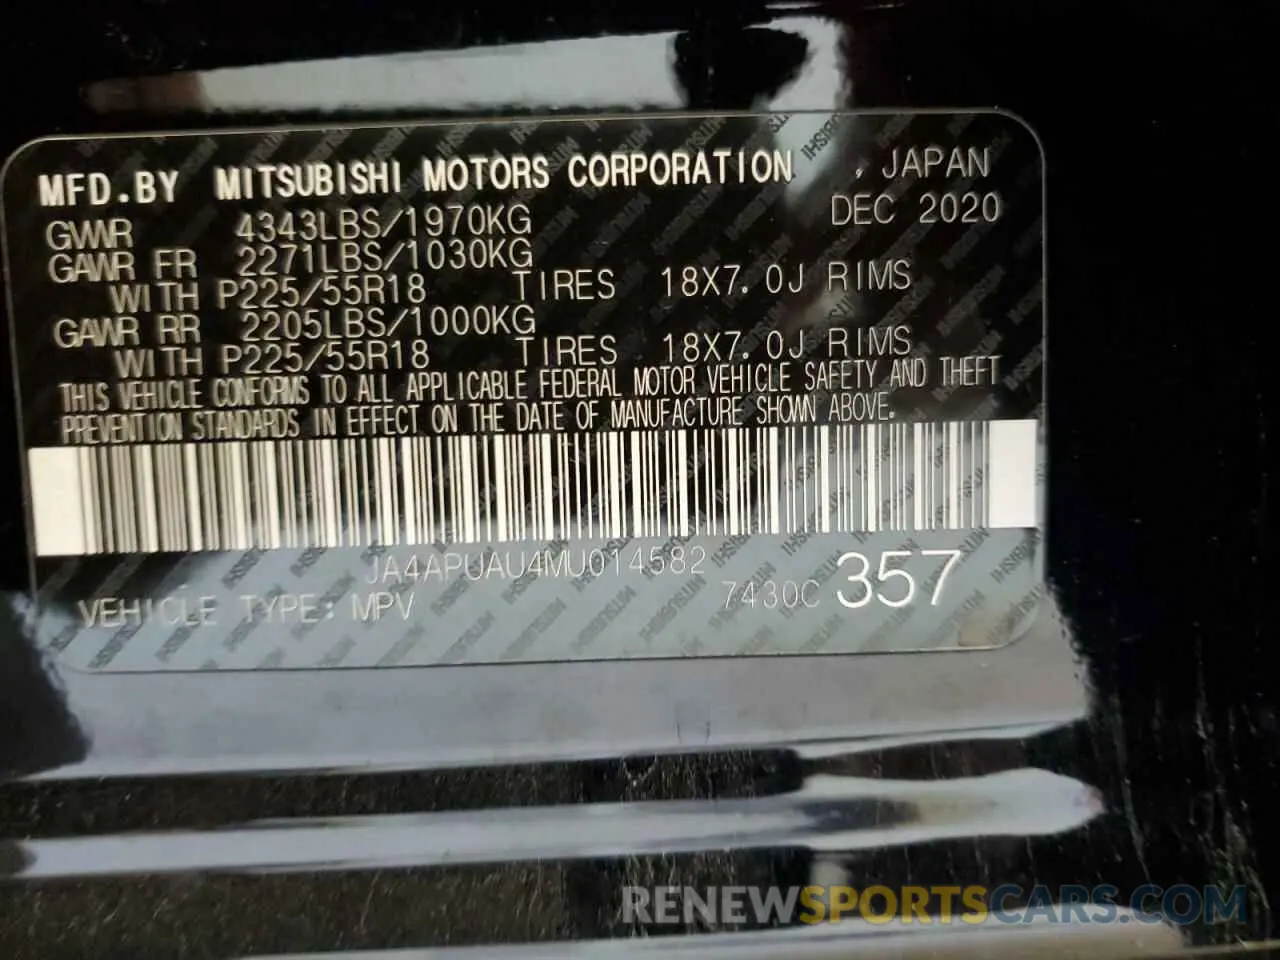 MFD.BY MITSUBISHI MOTORS CORPORATION , JAPAN
DEC 2020
GVWR 4343LBS/1970KG
GAWR FR 2271LBS/1030KG
WITH P225/55R18 TIRES 18X7.0J RIMS
GAWR RR 2205LBS/1000KG
WITH P225/55R18 TIRES 18X7.0J RIMS
THIS VEHICLE CONFORMS TO ALL APPLICABLE FEDERAL MOTOR VEHICLE SAFETY AND THEFT
PREVENTION STANDARDS IN EFFECT ON THE DATE OF MANUFACTURE SHOWN ABOVE.
JA4APUAU4MU014582
VEHICLE TYPE: MPV 7430C 357
RENEWSPORTSCARS.COM